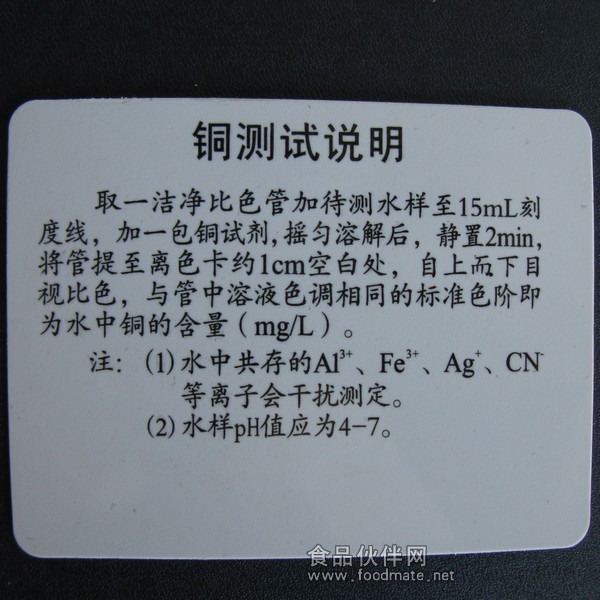 铜测试说明
取一洁净比色管加待测水样至15mL刻
度线，加一包铜试剂,摇匀溶解后，静置2min,
将管提至离色卡约1cm空白处，自上而下目
视比色，与管中溶液色调相同的标准色阶即
为水中铜的含量（mg/L）。
注：(1)水中共存的Al³⁺、Fe³⁺、Ag⁺、CN⁻
等离子会干扰测定。
(2)水样pH值应为4-7。
食品伙伴网
www.foodmate.net